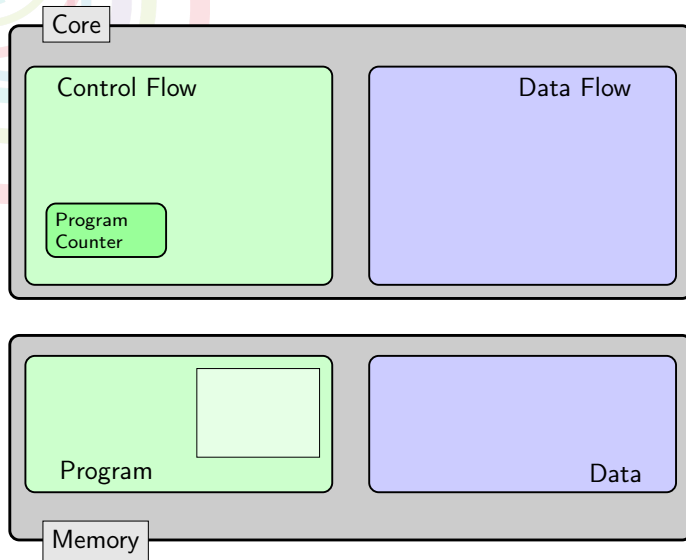 Core
Control Flow
Data Flow
Program
Counter
Program
Data
Memory